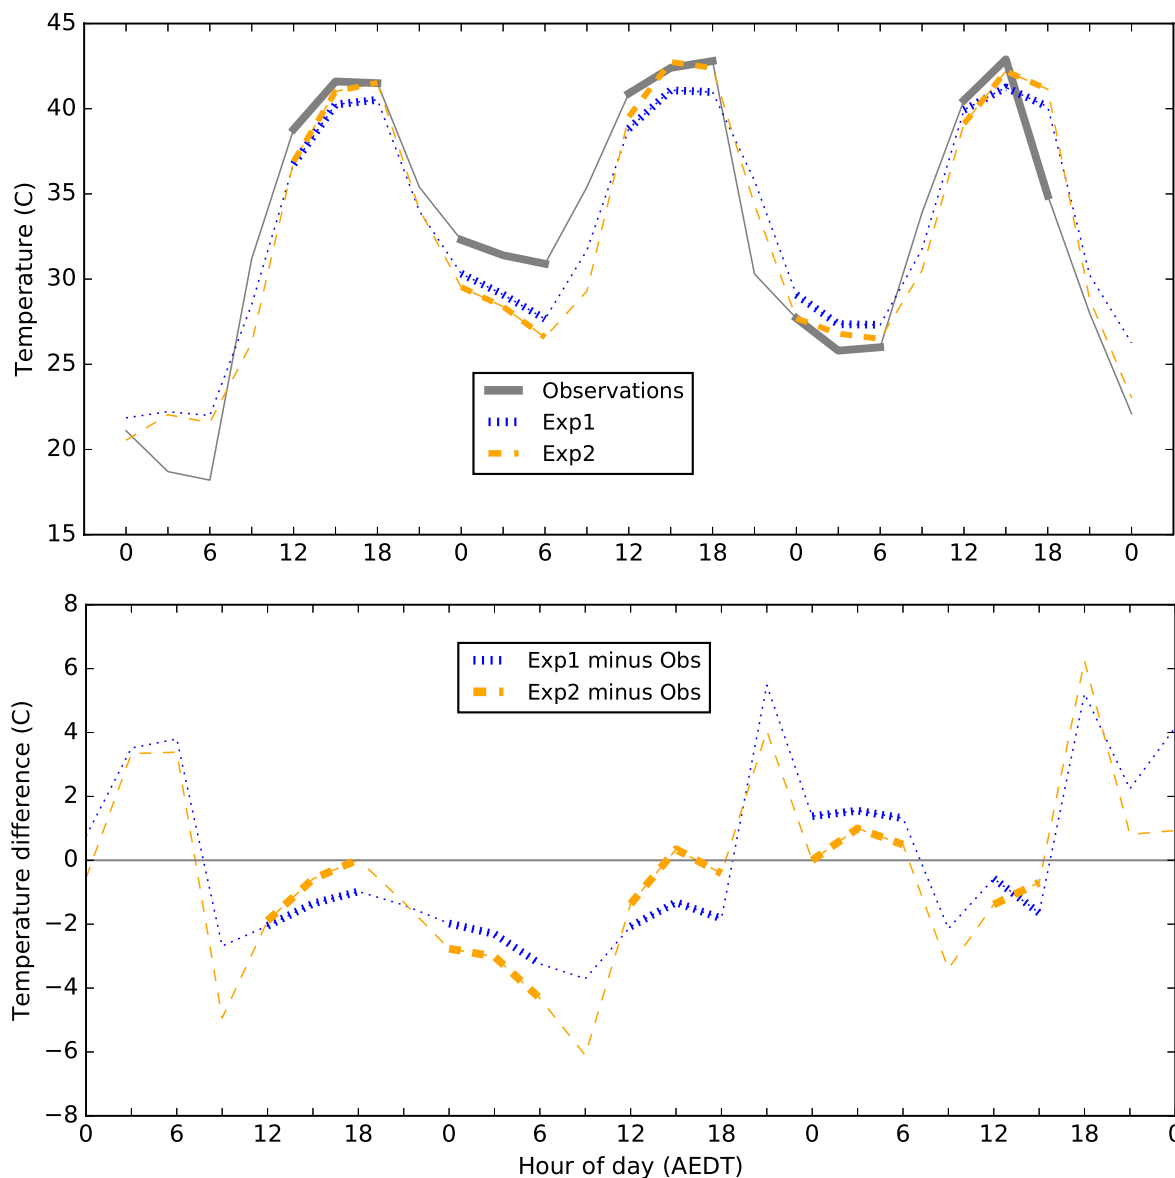 45
40
35
30
25
20
15
Temperature (C)
Observations
Exp1
Exp2
0 6 12 18 0 6 12 18 0 6 12 18 0
8
6
4
2
0
−2
−4
−6
−8
Temperature difference (C)
Exp1 minus Obs
Exp2 minus Obs
0 6 12 18 0 6 12 18 0 6 12 18 0
Hour of day (AEDT)